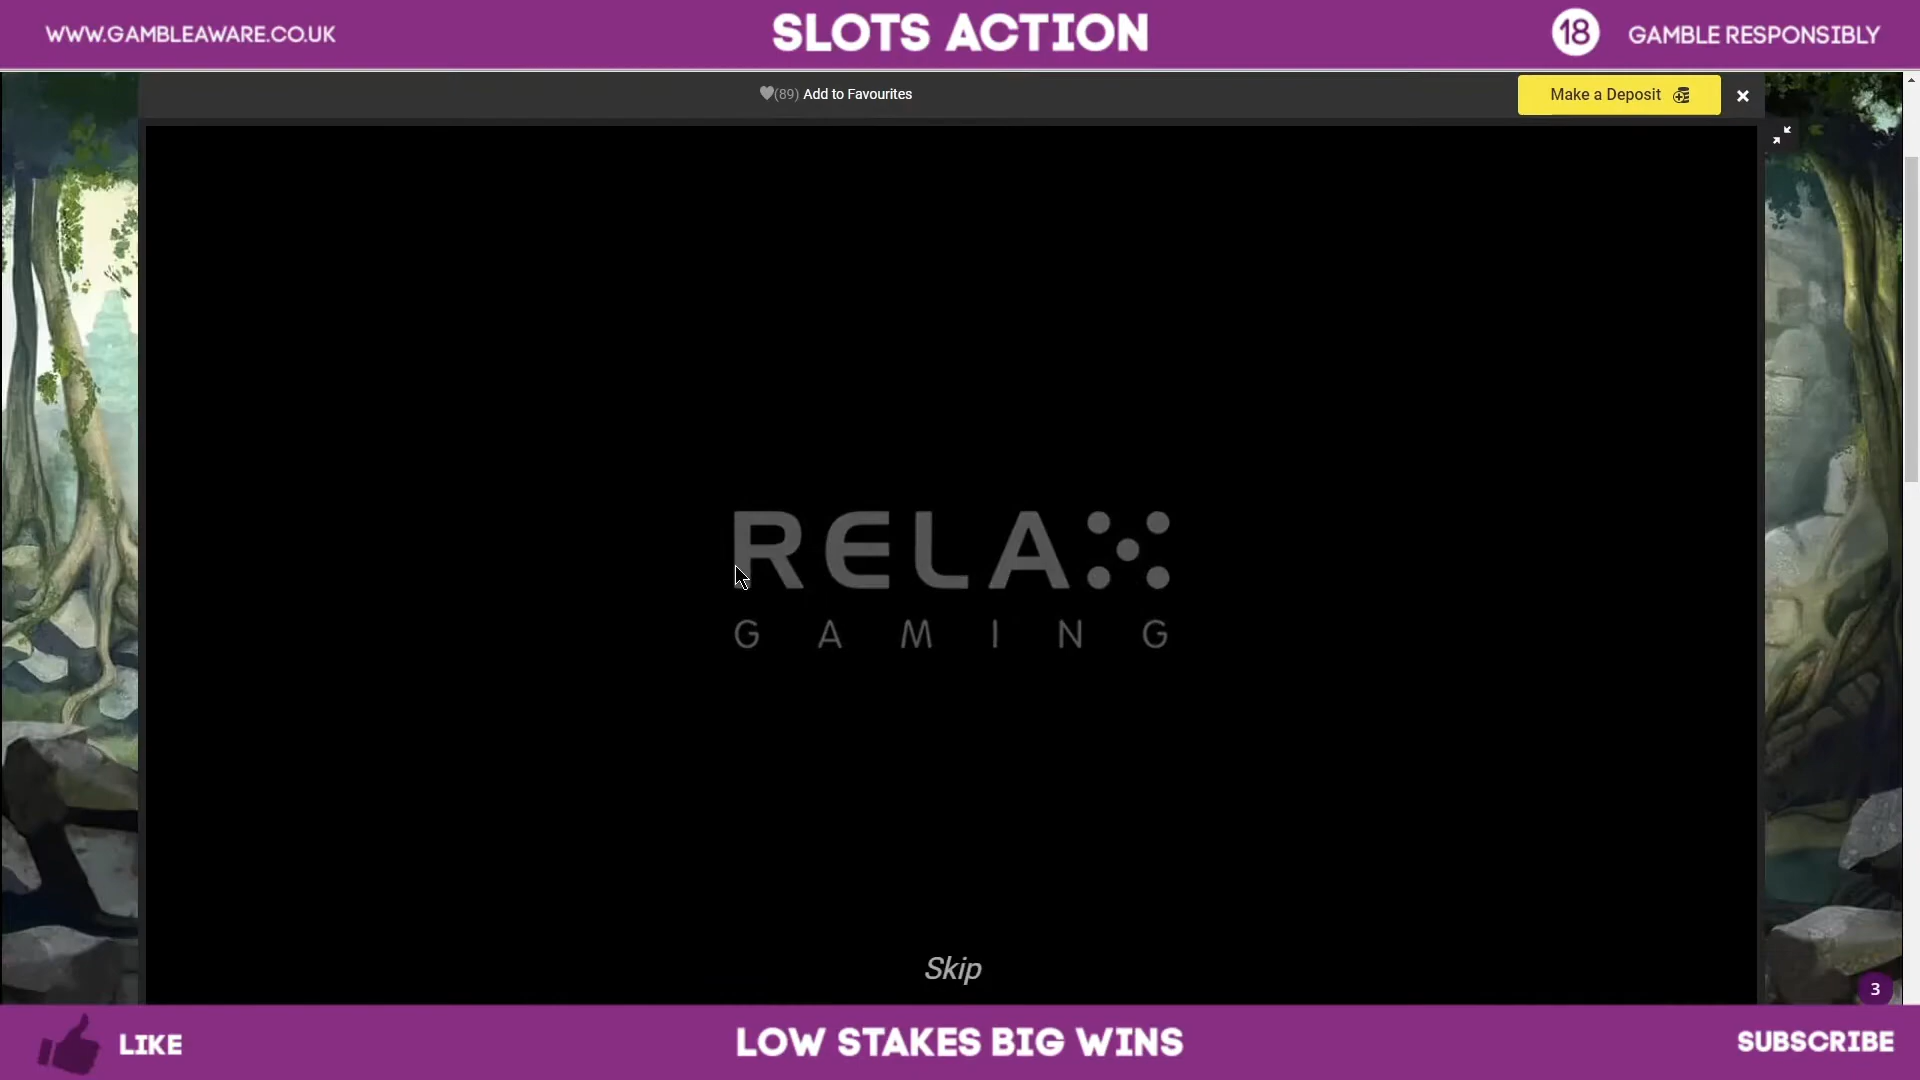 WWW.GAMBLEAWARE.CO.UK
SLOTS ACTION
18 GAMBLE RESPONSIBLY
(89) Add to Favourites
Make a Deposit
RELAX
GAMING
Skip
3
LIKE
LOW STAKES BIG WINS
SUBSCRIBE